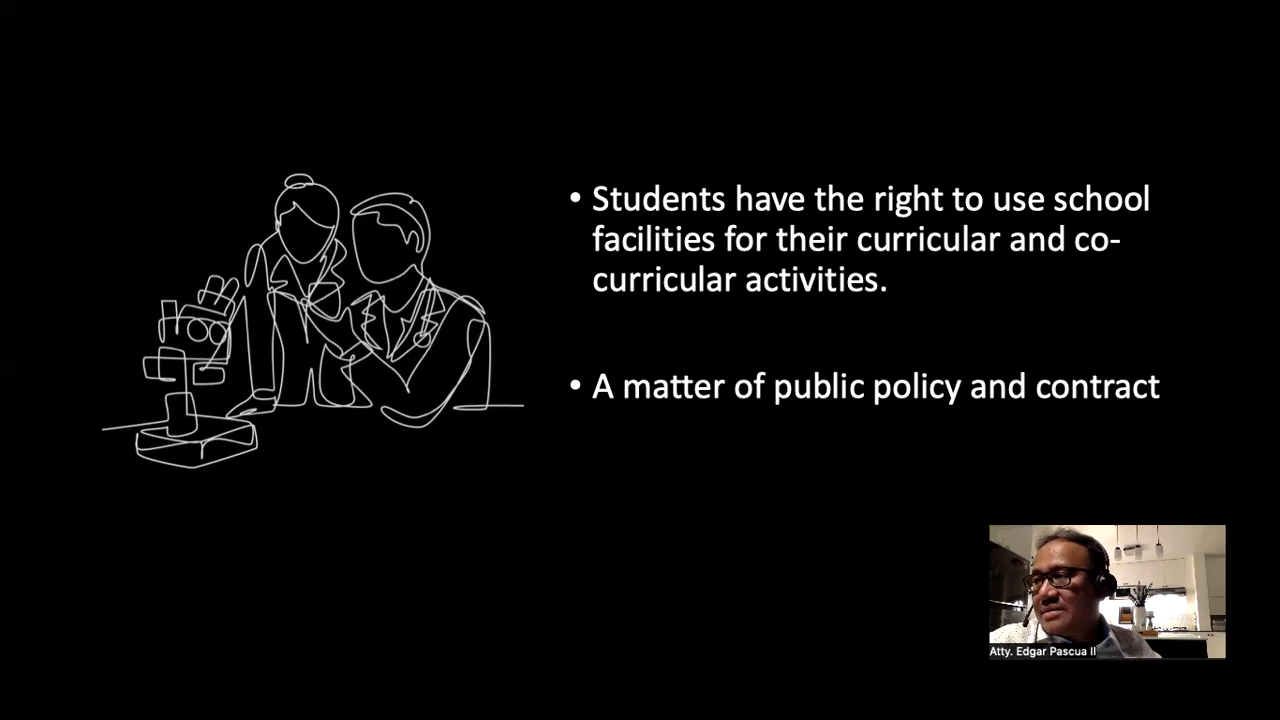 • Students have the right to use school
facilities for their curricular and co-
curricular activities.
• A matter of public policy and contract
Atty. Edgar Pascua II